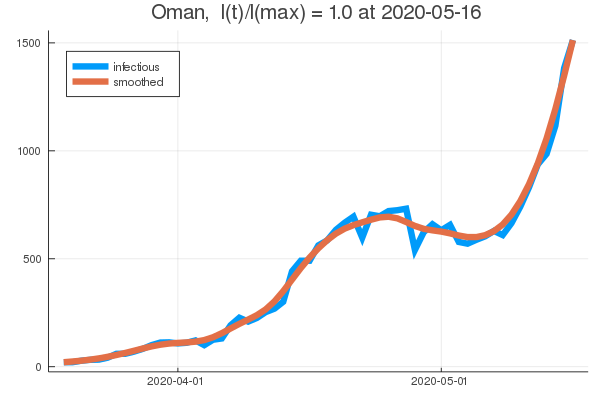 Oman, I(t)/I(max) = 1.0 at 2020-05-16
1500
infectious
smoothed
1000
500
0
2020-04-01
2020-05-01